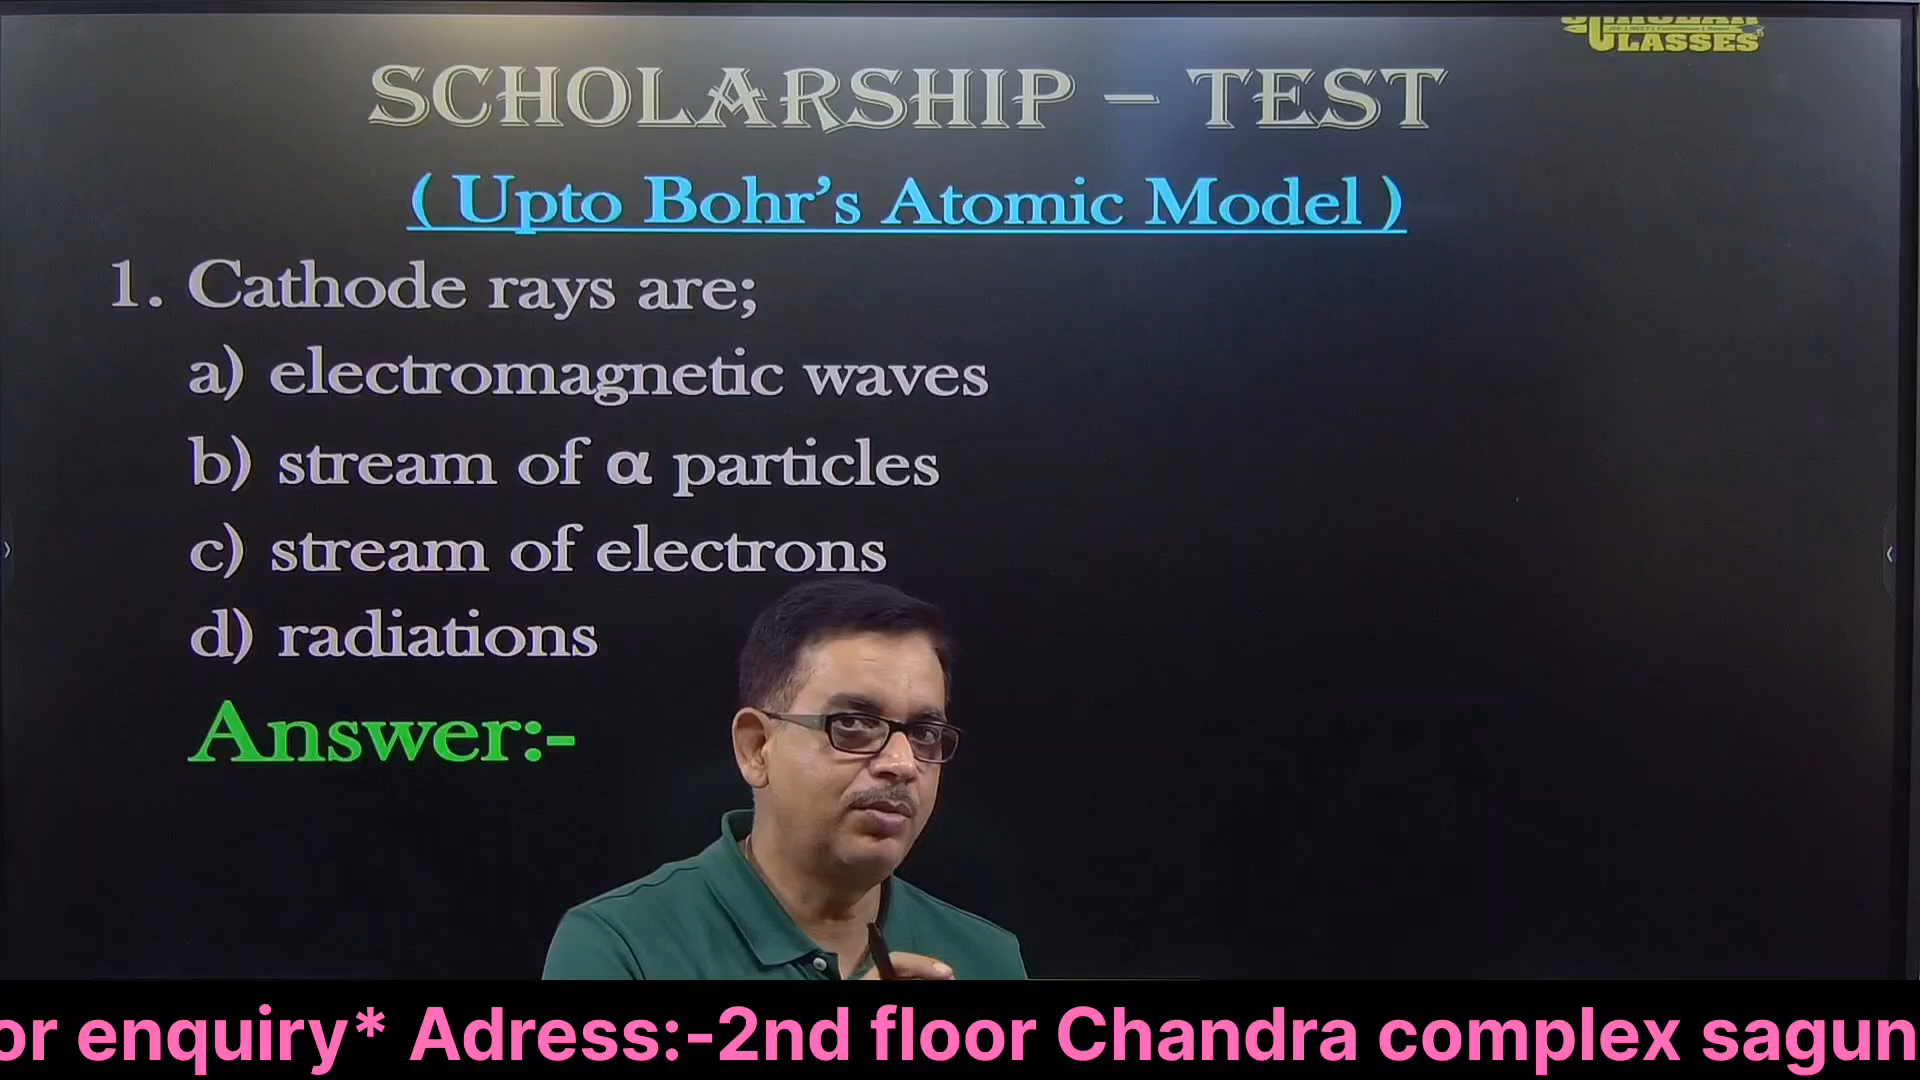 CLASSES
SCHOLARSHIP – TEST
( Upto Bohr’s Atomic Model )
1. Cathode rays are;
a) electromagnetic waves
b) stream of α particles
c) stream of electrons
d) radiations
Answer:-
or enquiry* Adress:-2nd floor Chandra complex sagun